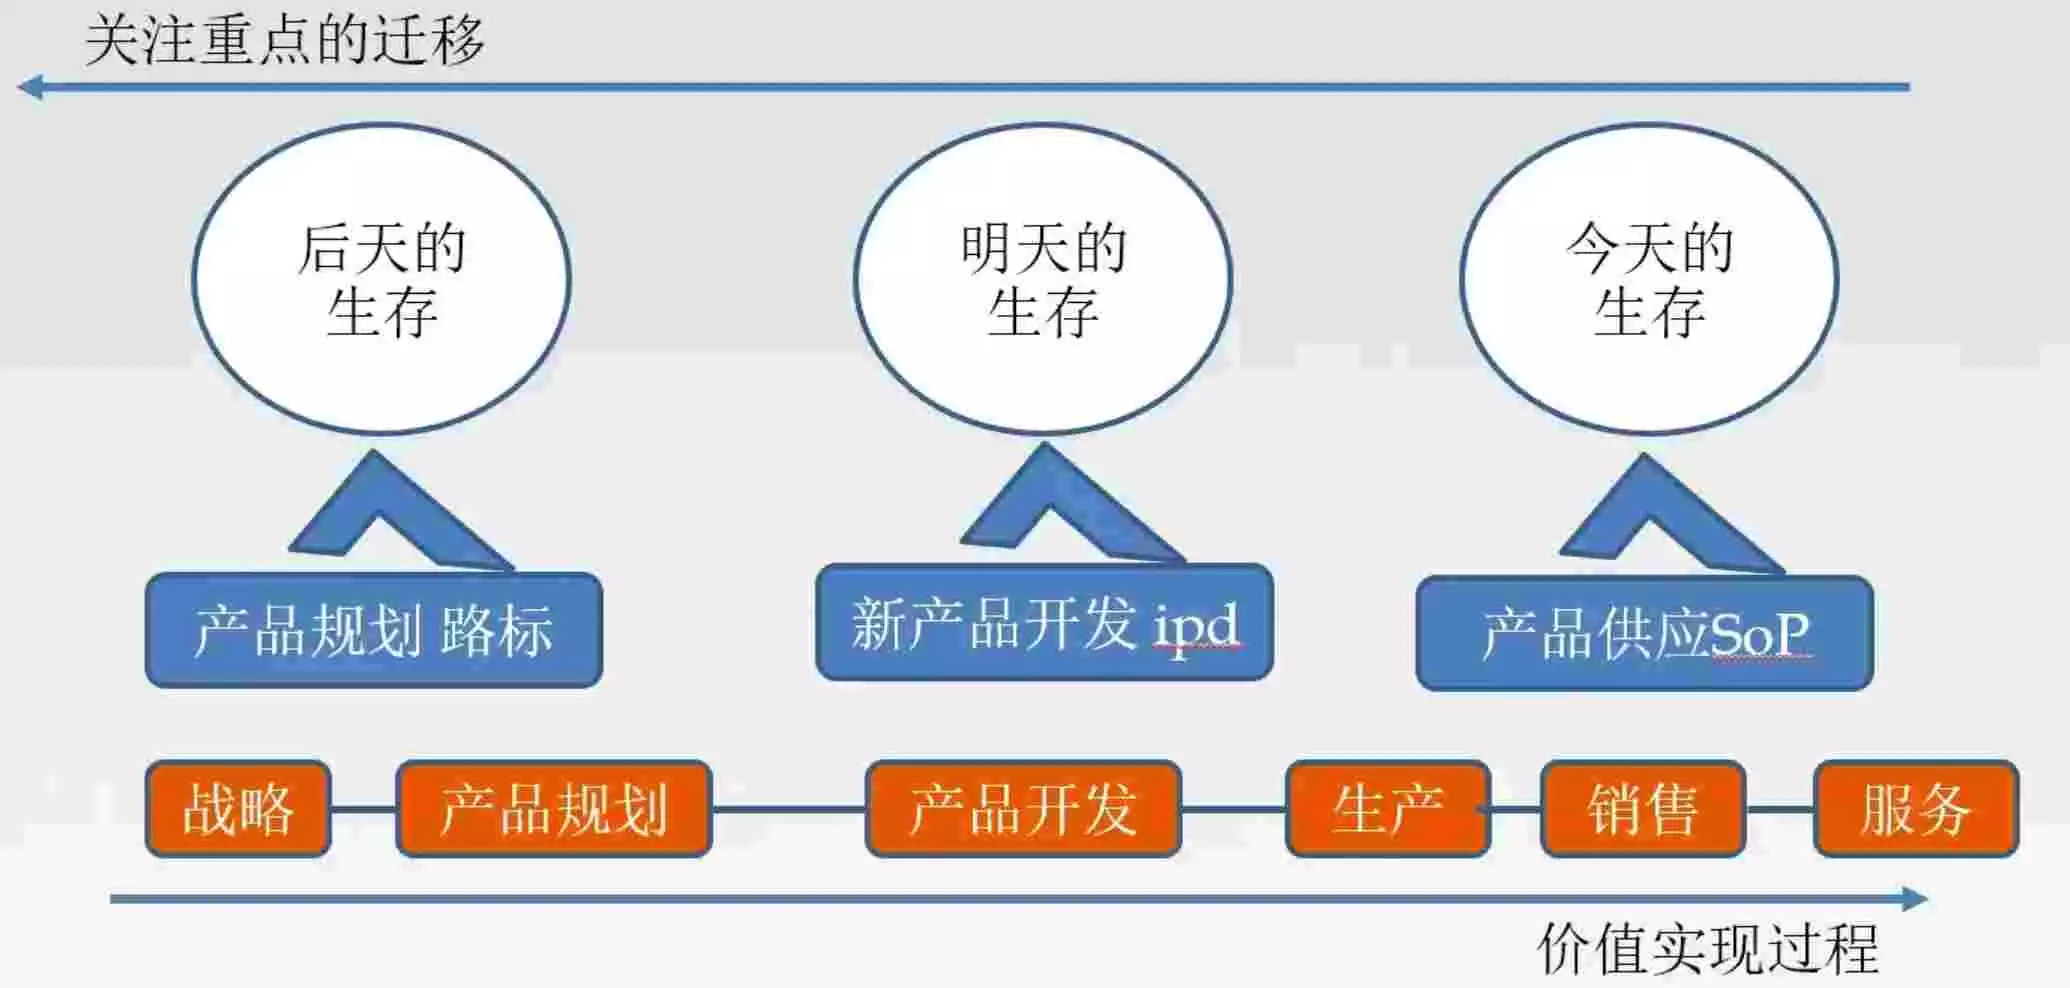 关注重点的迁移
后天的
生存
明天的
生存
今天的
生存
产品规划 路标
新产品开发 ipd
产品供应SoP
战略
产品规划
产品开发
生产
销售
服务
价值实现过程